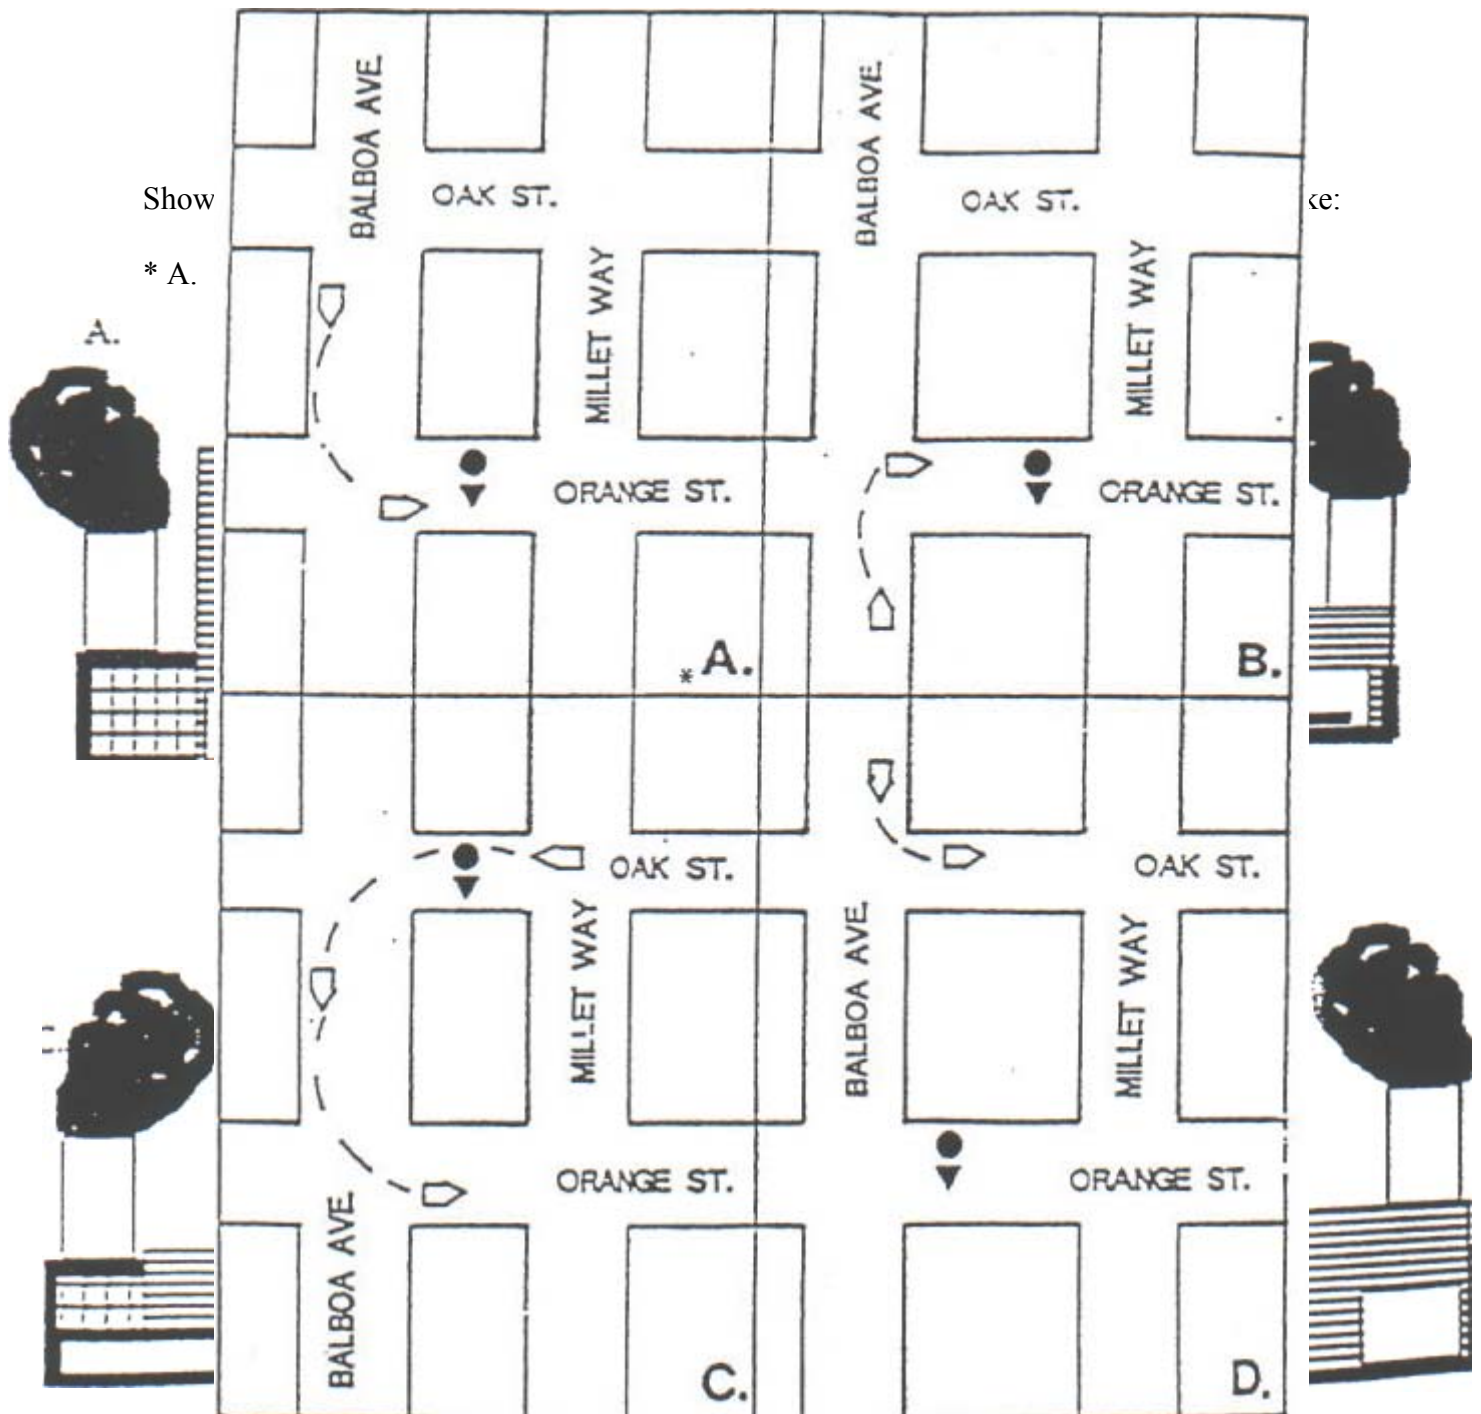 BALBOA AVE.
BALBOA AVE.
Show
OAK ST.
OAK ST.
* A.
A.
MILLET WAY
MILLET WAY
ORANGE ST.
ORANGE ST.
* A.
B.
OAK ST.
OAK ST.
MILLET WAY
BALBOA AVE.
MILLET WAY
ORANGE ST.
ORANGE ST.
BALBOA AVE.
C.
D.